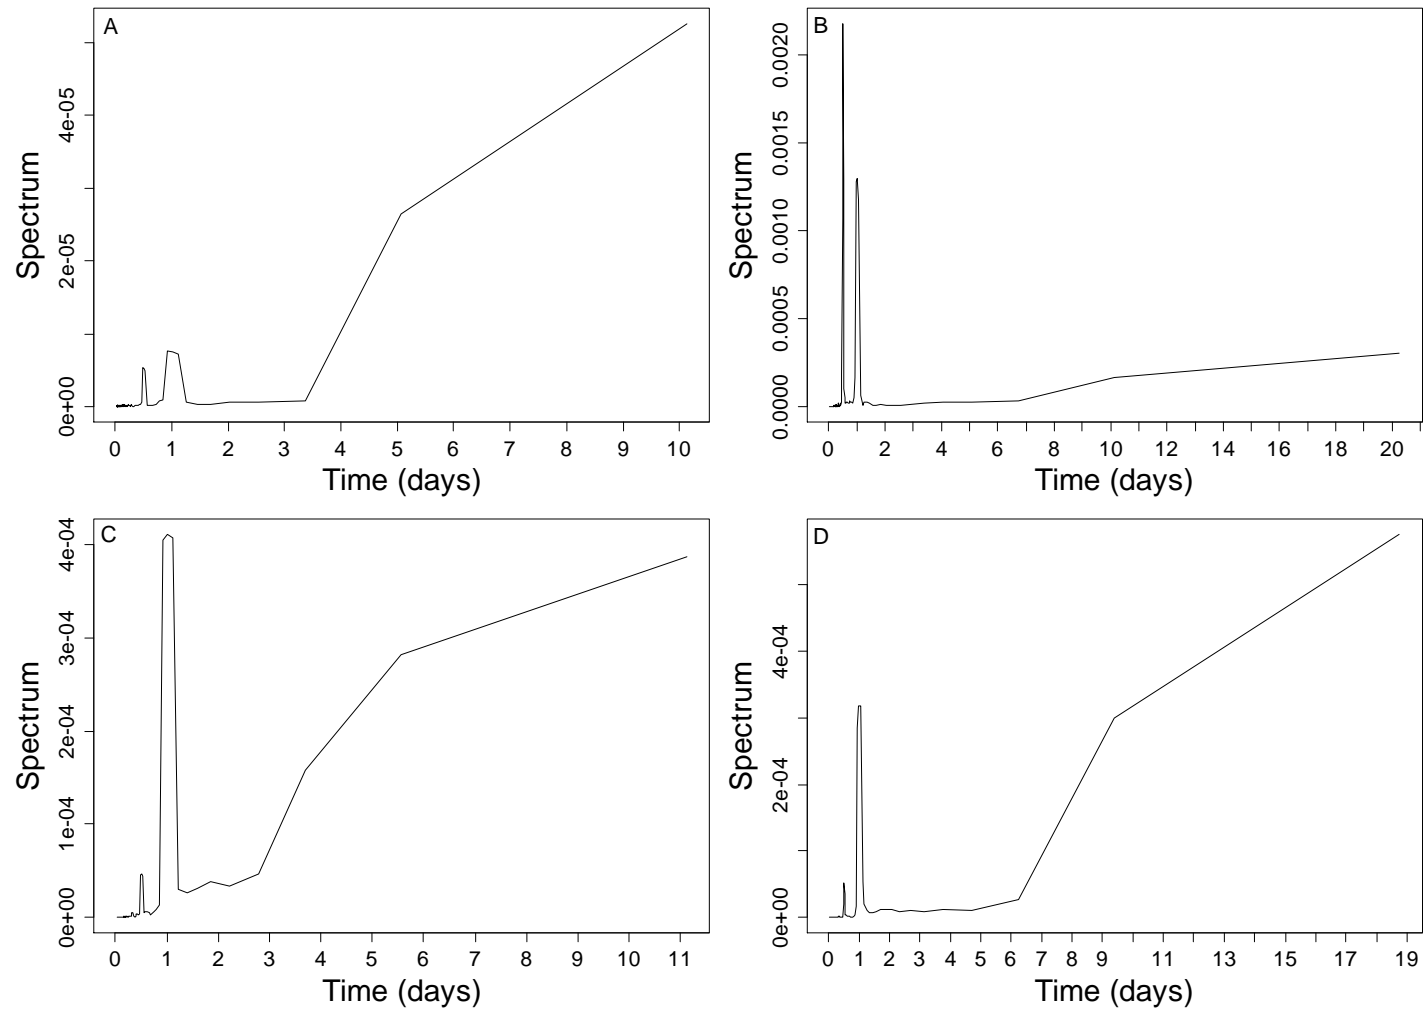 A
Spectrum
0e+00 2e-05 4e-05
0 1 2 3 4 5 6 7 8 9 10
Time (days)
B
Spectrum
0.0000 0.0005 0.0010 0.0015 0.0020
0 2 4 6 8 10 12 14 16 18 20
Time (days)
C
Spectrum
0e+00 1e-04 2e-04 3e-04 4e-04
0 1 2 3 4 5 6 7 8 9 10 11
Time (days)
D
Spectrum
0e+00 2e-04 4e-04
0 1 2 3 4 5 6 7 8 9 11 13 15 17 19
Time (days)